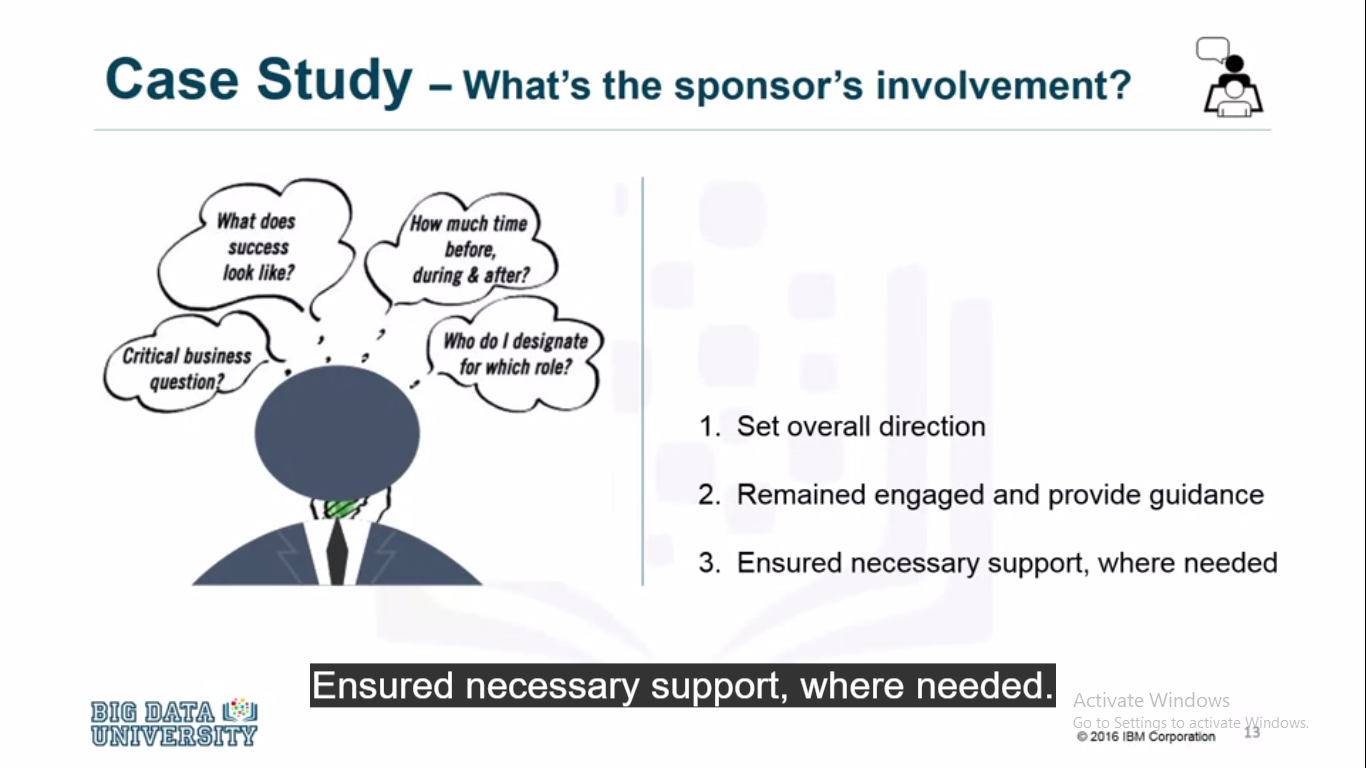 Case Study – What's the sponsor's involvement?
What does
success
look like?
How much time
before,
during & after?
Critical business
question?
Who do I designate
for which role?
1. Set overall direction
2. Remained engaged and provide guidance
3. Ensured necessary support, where needed
Ensured necessary support, where needed.
BIG DATA
UNIVERSITY
Activate Windows
Go to Settings to activate Windows.
© 2016 IBM Corporation
13